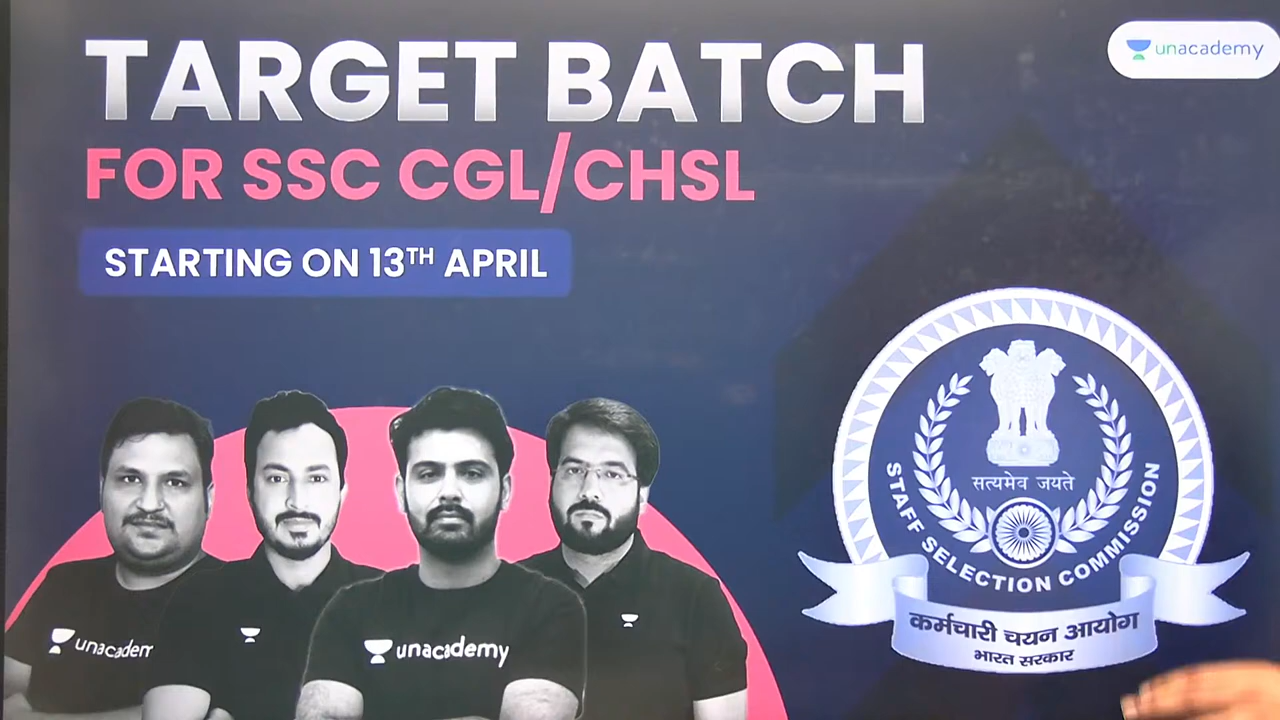 TARGET BATCH
unacademy
FOR SSC CGL/CHSL
STARTING ON 13TH APRIL
सत्यमेव जयते
STAFF SELECTION COMMISSION
कर्मचारी चयन आयोग
भारत सरकार
unacadem
unacademy